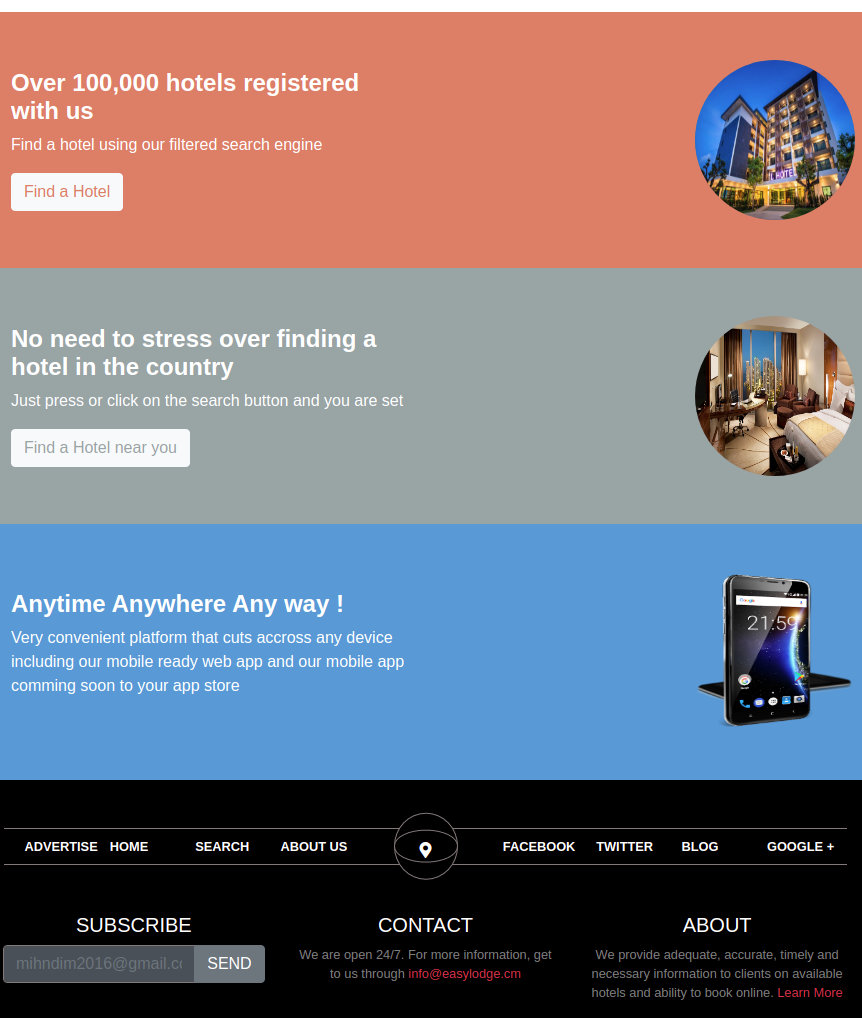 Over 100,000 hotels registered
with us
Find a hotel using our filtered search engine
Find a Hotel
No need to stress over finding a
hotel in the country
Just press or click on the search button and you are set
Find a Hotel near you
Anytime Anywhere Any way !
Very convenient platform that cuts accross any device
including our mobile ready web app and our mobile app
comming soon to your app store
Google
21:59
ADVERTISE HOME SEARCH ABOUT US FACEBOOK TWITTER BLOG GOOGLE +
SUBSCRIBE
mihndim2016@gmail.co
SEND
CONTACT
We are open 24/7. For more information, get
to us through info@easylodge.cm
ABOUT
We provide adequate, accurate, timely and
necessary information to clients on available
hotels and ability to book online. Learn More